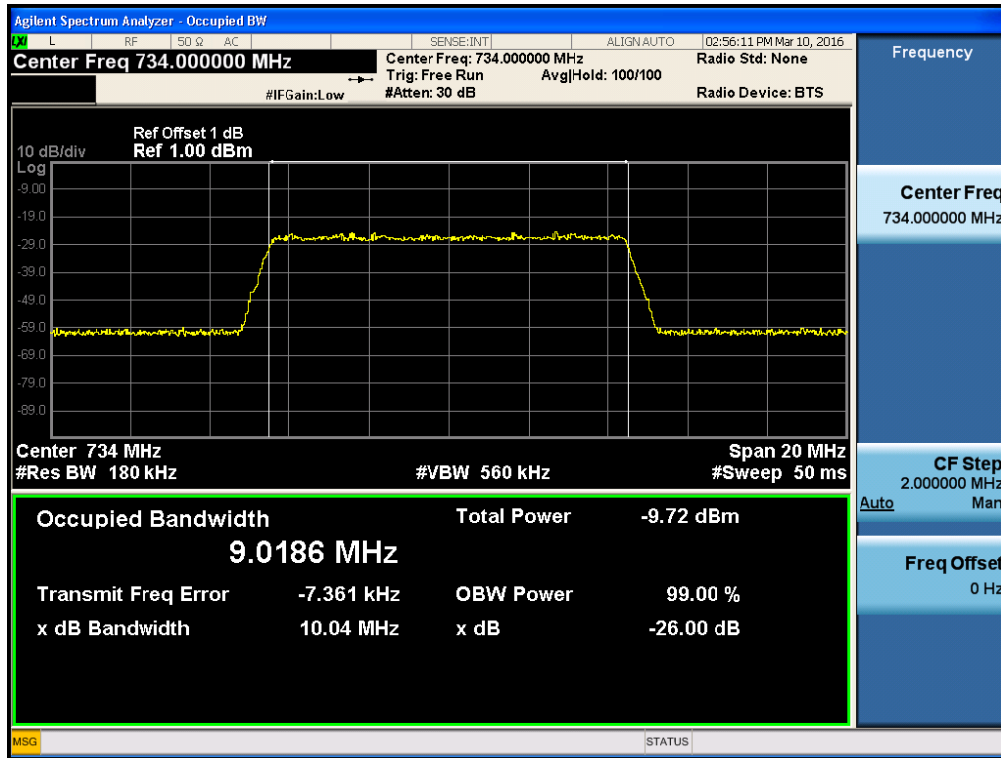 Agilent Spectrum Analyzer - Occupied BW
LXI L RF 50 Ω AC SENSE:INT ALIGN AUTO 02:56:11 PM Mar 10, 2016
Center Freq 734.000000 MHz
Center Freq: 734.000000 MHz Radio Std: None
Trig: Free Run Avg|Hold: 100/100
#IFGain:Low #Atten: 30 dB Radio Device: BTS
Ref Offset 1 dB
10 dB/div Ref 1.00 dBm
Log
-9.00
-19.0
-29.0
-39.0
-49.0
-59.0
-69.0
-79.0
-89.0
Center 734 MHz Span 20 MHz
#Res BW 180 kHz #VBW 560 kHz #Sweep 50 ms
Occupied Bandwidth Total Power -9.72 dBm
9.0186 MHz
Transmit Freq Error -7.361 kHz OBW Power 99.00 %
x dB Bandwidth 10.04 MHz x dB -26.00 dB
MSG STATUS
Frequency
Center Freq
734.000000 MHz
CF Step
2.000000 MHz
Auto Man
Freq Offset
0 Hz